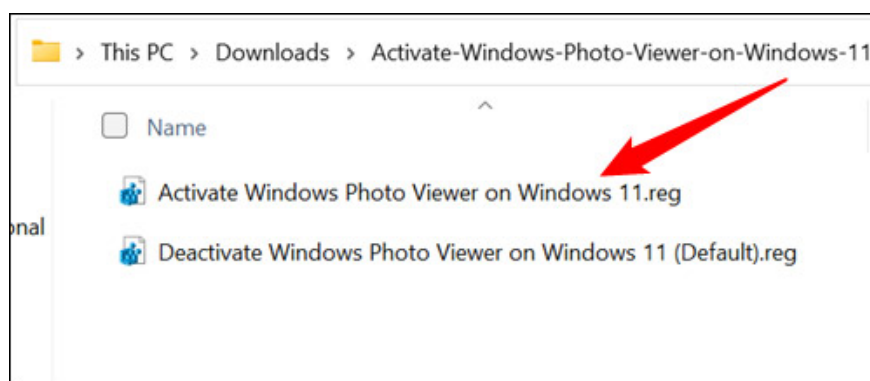 This PC > Downloads > Activate-Windows-Photo-Viewer-on-Windows-11
Name
Activate Windows Photo Viewer on Windows 11.reg
onal
Deactivate Windows Photo Viewer on Windows 11 (Default).reg